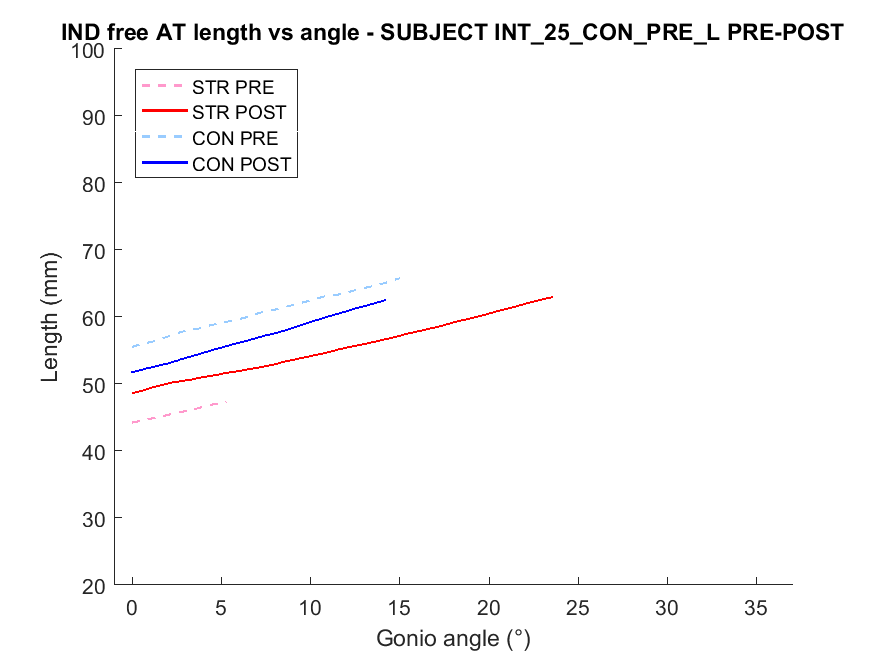 IND free AT length vs angle - SUBJECT INT_25_CON_PRE_L PRE-POST
100
90
80
70
60
50
40
30
20
Length (mm)
STR PRE
STR POST
CON PRE
CON POST
0 5 10 15 20 25 30 35
Gonio angle (°)